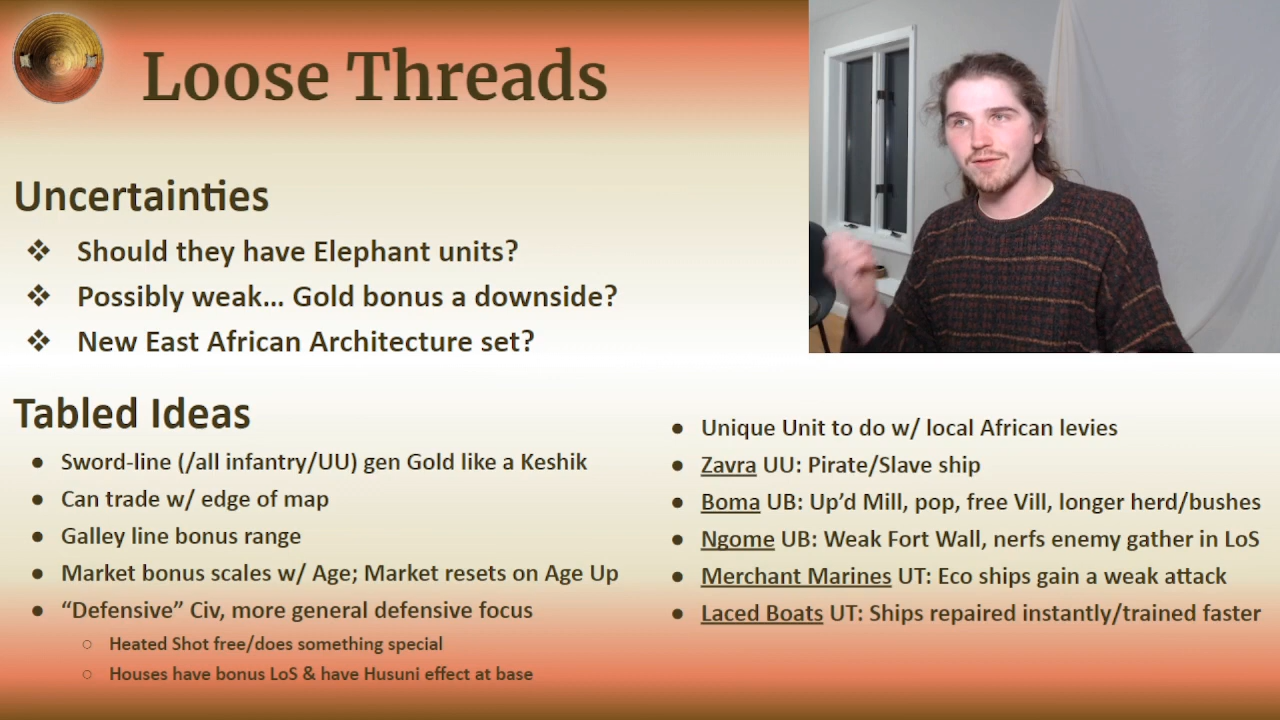 Loose Threads
Uncertainties
❖ Should they have Elephant units?
❖ Possibly weak... Gold bonus a downside?
❖ New East African Architecture set?
Tabled Ideas
● Sword-line (/all infantry/UU) gen Gold like a Keshik
● Can trade w/ edge of map
● Galley line bonus range
● Market bonus scales w/ Age; Market resets on Age Up
● “Defensive” Civ, more general defensive focus
○ Heated Shot free/does something special
○ Houses have bonus LoS & have Husuni effect at base
● Unique Unit to do w/ local African levies
● Zavra UU: Pirate/Slave ship
● Boma UB: Up’d Mill, pop, free Vill, longer herd/bushes
● Ngome UB: Weak Fort Wall, nerfs enemy gather in LoS
● Merchant Marines UT: Eco ships gain a weak attack
● Laced Boats UT: Ships repaired instantly/trained faster